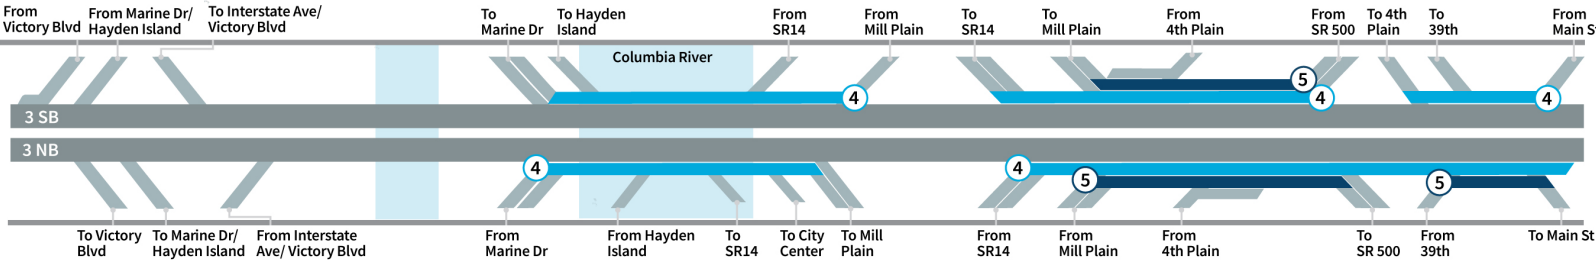 From
Victory Blvd
From Marine Dr/
Hayden Island
To Interstate Ave/
Victory Blvd
To
Marine Dr
To Hayden
Island
From
SR14
From
Mill Plain
To
SR14
To
Mill Plain
From
4th Plain
From
SR 500
To 4th
Plain
To
39th
From
Main St
Columbia River
5
4
4
4
3 SB
3 NB
4
4
5
5
To Victory
Blvd
To Marine Dr/
Hayden Island
From Interstate
Ave/ Victory Blvd
From
Marine Dr
From Hayden
Island
To
SR14
To City
Center
To Mill
Plain
From
SR14
From
Mill Plain
From
4th Plain
To
SR 500
From
39th
To Main St